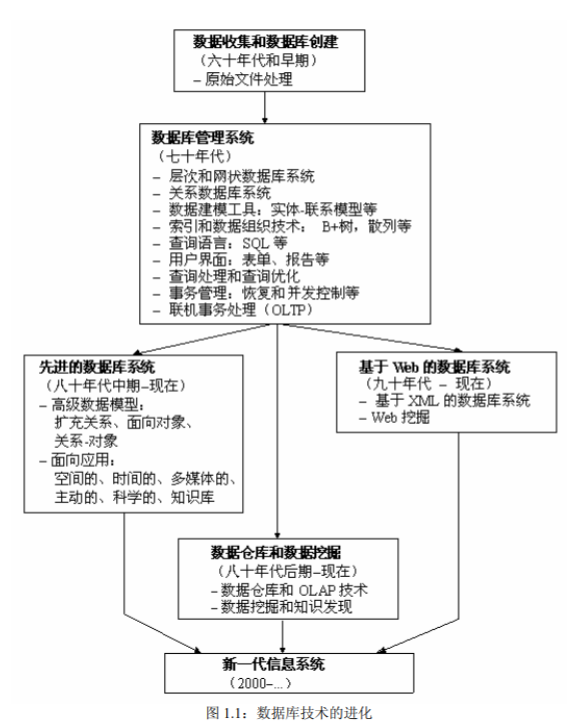 数据收集和数据库创建
（六十年代和早期）
– 原始文件处理
数据库管理系统
（七十年代）
– 层次和网状数据库系统
– 关系数据库系统
– 数据建模工具：实体-联系模型等
– 索引和数据组织技术： B+树，散列等
– 查询语言：SQL 等
– 用户界面：表单、报告等
– 查询处理和查询优化
– 事务管理：恢复和并发控制等
– 联机事务处理（OLTP）
先进的数据库系统
（八十年代中期–现在）
– 高级数据模型：
扩充关系、面向对象、
关系-对象
– 面向应用：
空间的、时间的、多媒体的、
主动的、科学的、知识库
基于 Web 的数据库系统
（九十年代 – 现在）
– 基于 XML 的数据库系统
– Web 挖掘
数据仓库和数据挖掘
（八十年代后期–现在）
– 数据仓库和 OLAP 技术
– 数据挖掘和知识发现
新一代信息系统
（2000–...）
图 1.1：数据库技术的进化